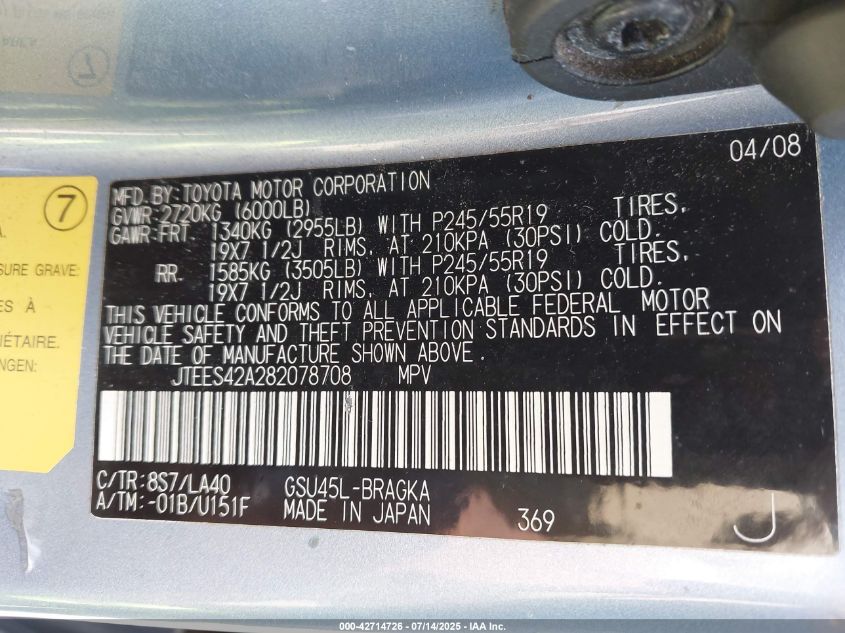 04/08
MFD.BY:TOYOTA MOTOR CORPORATION
GVWR:2720KG (6000LB)
GAWR-FRT. 1340KG (2955LB) WITH P245/55R19 TIRES.
19X7 1/2J RIMS, AT 210KPA (30PSI) COLD.
RR. 1585KG (3505LB) WITH P245/55R19 TIRES.
19X7 1/2J RIMS, AT 210KPA (30PSI) COLD.
THIS VEHICLE CONFORMS TO ALL APPLICABLE FEDERAL MOTOR
VEHICLE SAFETY AND THEFT PREVENTION STANDARDS IN EFFECT ON
THE DATE OF MANUFACTURE SHOWN ABOVE.
JTEES42A282078708 MPV
C/TR:8S7/LA40 GSU45L-BRAGKA
A/TM:-01B/U151F MADE IN JAPAN 369 J
7
A.
SURE GRAVE:
ES À
IÉTAIRE.
NGEN:
000-42714726 - 07/14/2025 - IAA Inc.